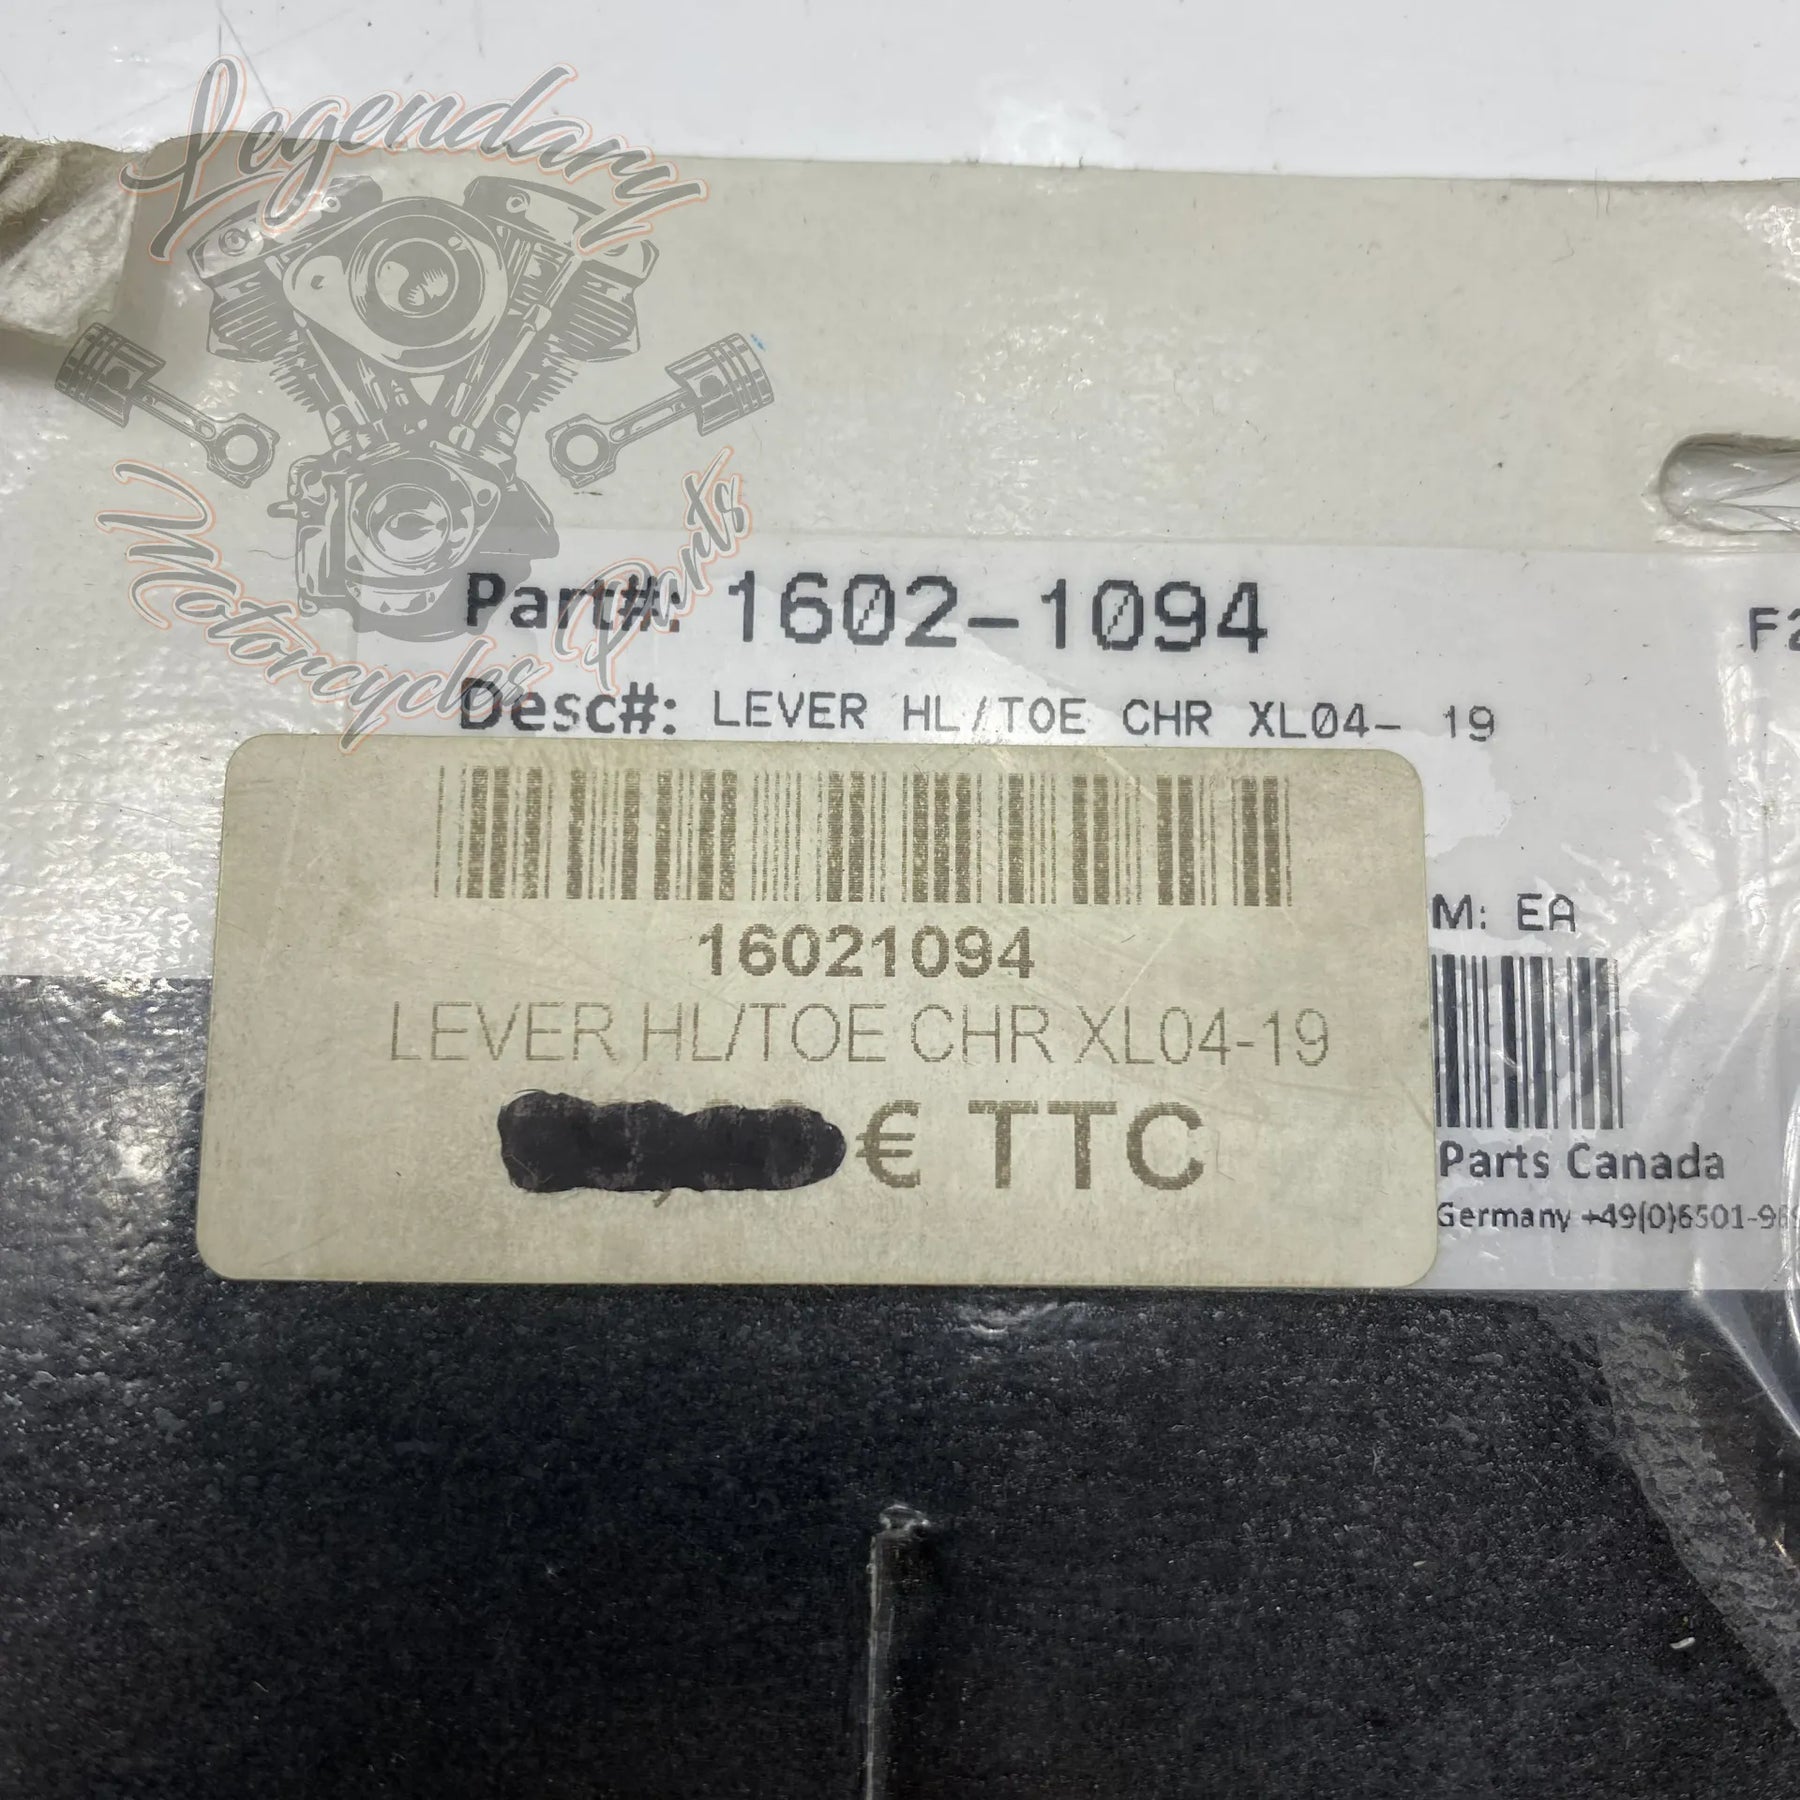 Legendary
Motorcycles Parts
Part#: 1602-1094
F2
Desc#: LEVER HL/TOE CHR XL04- 19
16021094
LEVER HL/TOE CHR XL04-19
€ TTC
M: EA
Parts Canada
Germany +49(0)6501-969